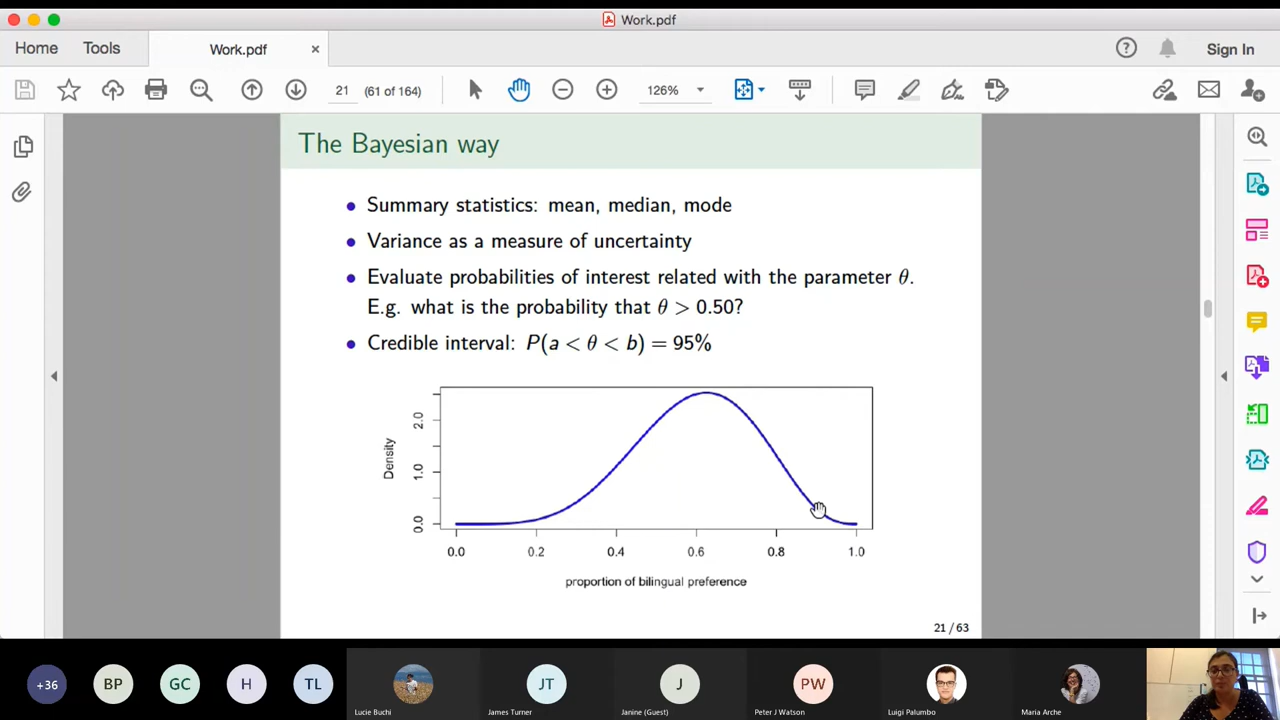 Work.pdf
Home Tools Work.pdf × Sign In
21 (61 of 164) 126%
The Bayesian way
• Summary statistics: mean, median, mode
• Variance as a measure of uncertainty
• Evaluate probabilities of interest related with the parameter θ.
E.g. what is the probability that θ > 0.50?
• Credible interval: P(a < θ < b) = 95%
Density
2.0
1.0
0.0
0.0 0.2 0.4 0.6 0.8 1.0
proportion of bilingual preference
21 / 63
+36 BP GC H TL JT J PW
Lucie Buchi James Turner Janine (Guest) Peter J Watson Luigi Palumbo Maria Arche